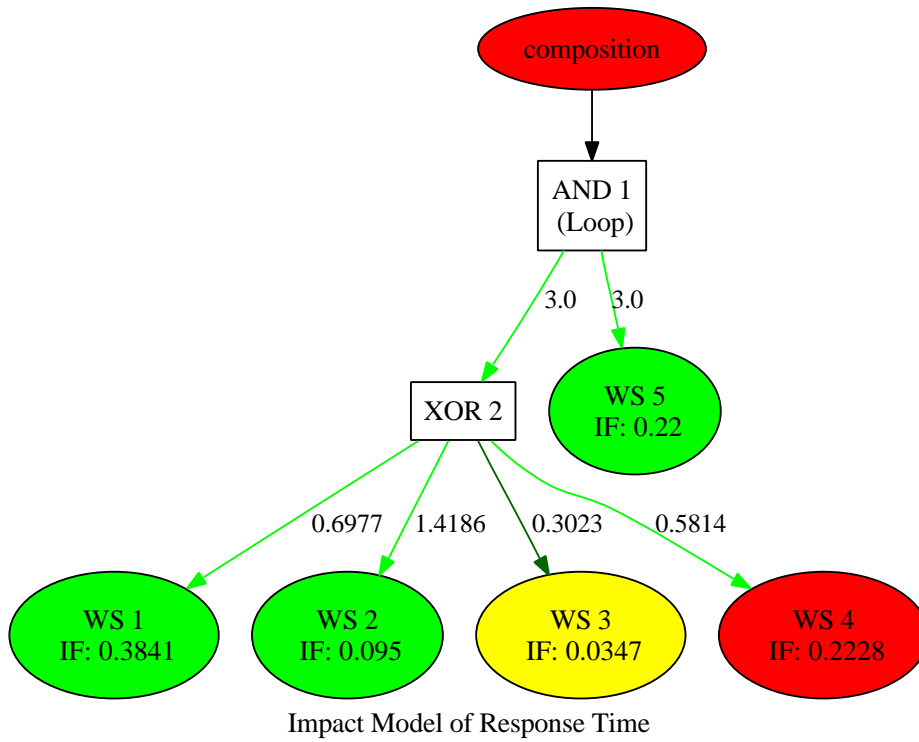 composition
AND 1
(Loop)
3.0
3.0
WS 5
IF: 0.22
XOR 2
0.6977
1.4186
0.3023
0.5814
WS 1
IF: 0.3841
WS 2
IF: 0.095
WS 3
IF: 0.0347
WS 4
IF: 0.2228
Impact Model of Response Time